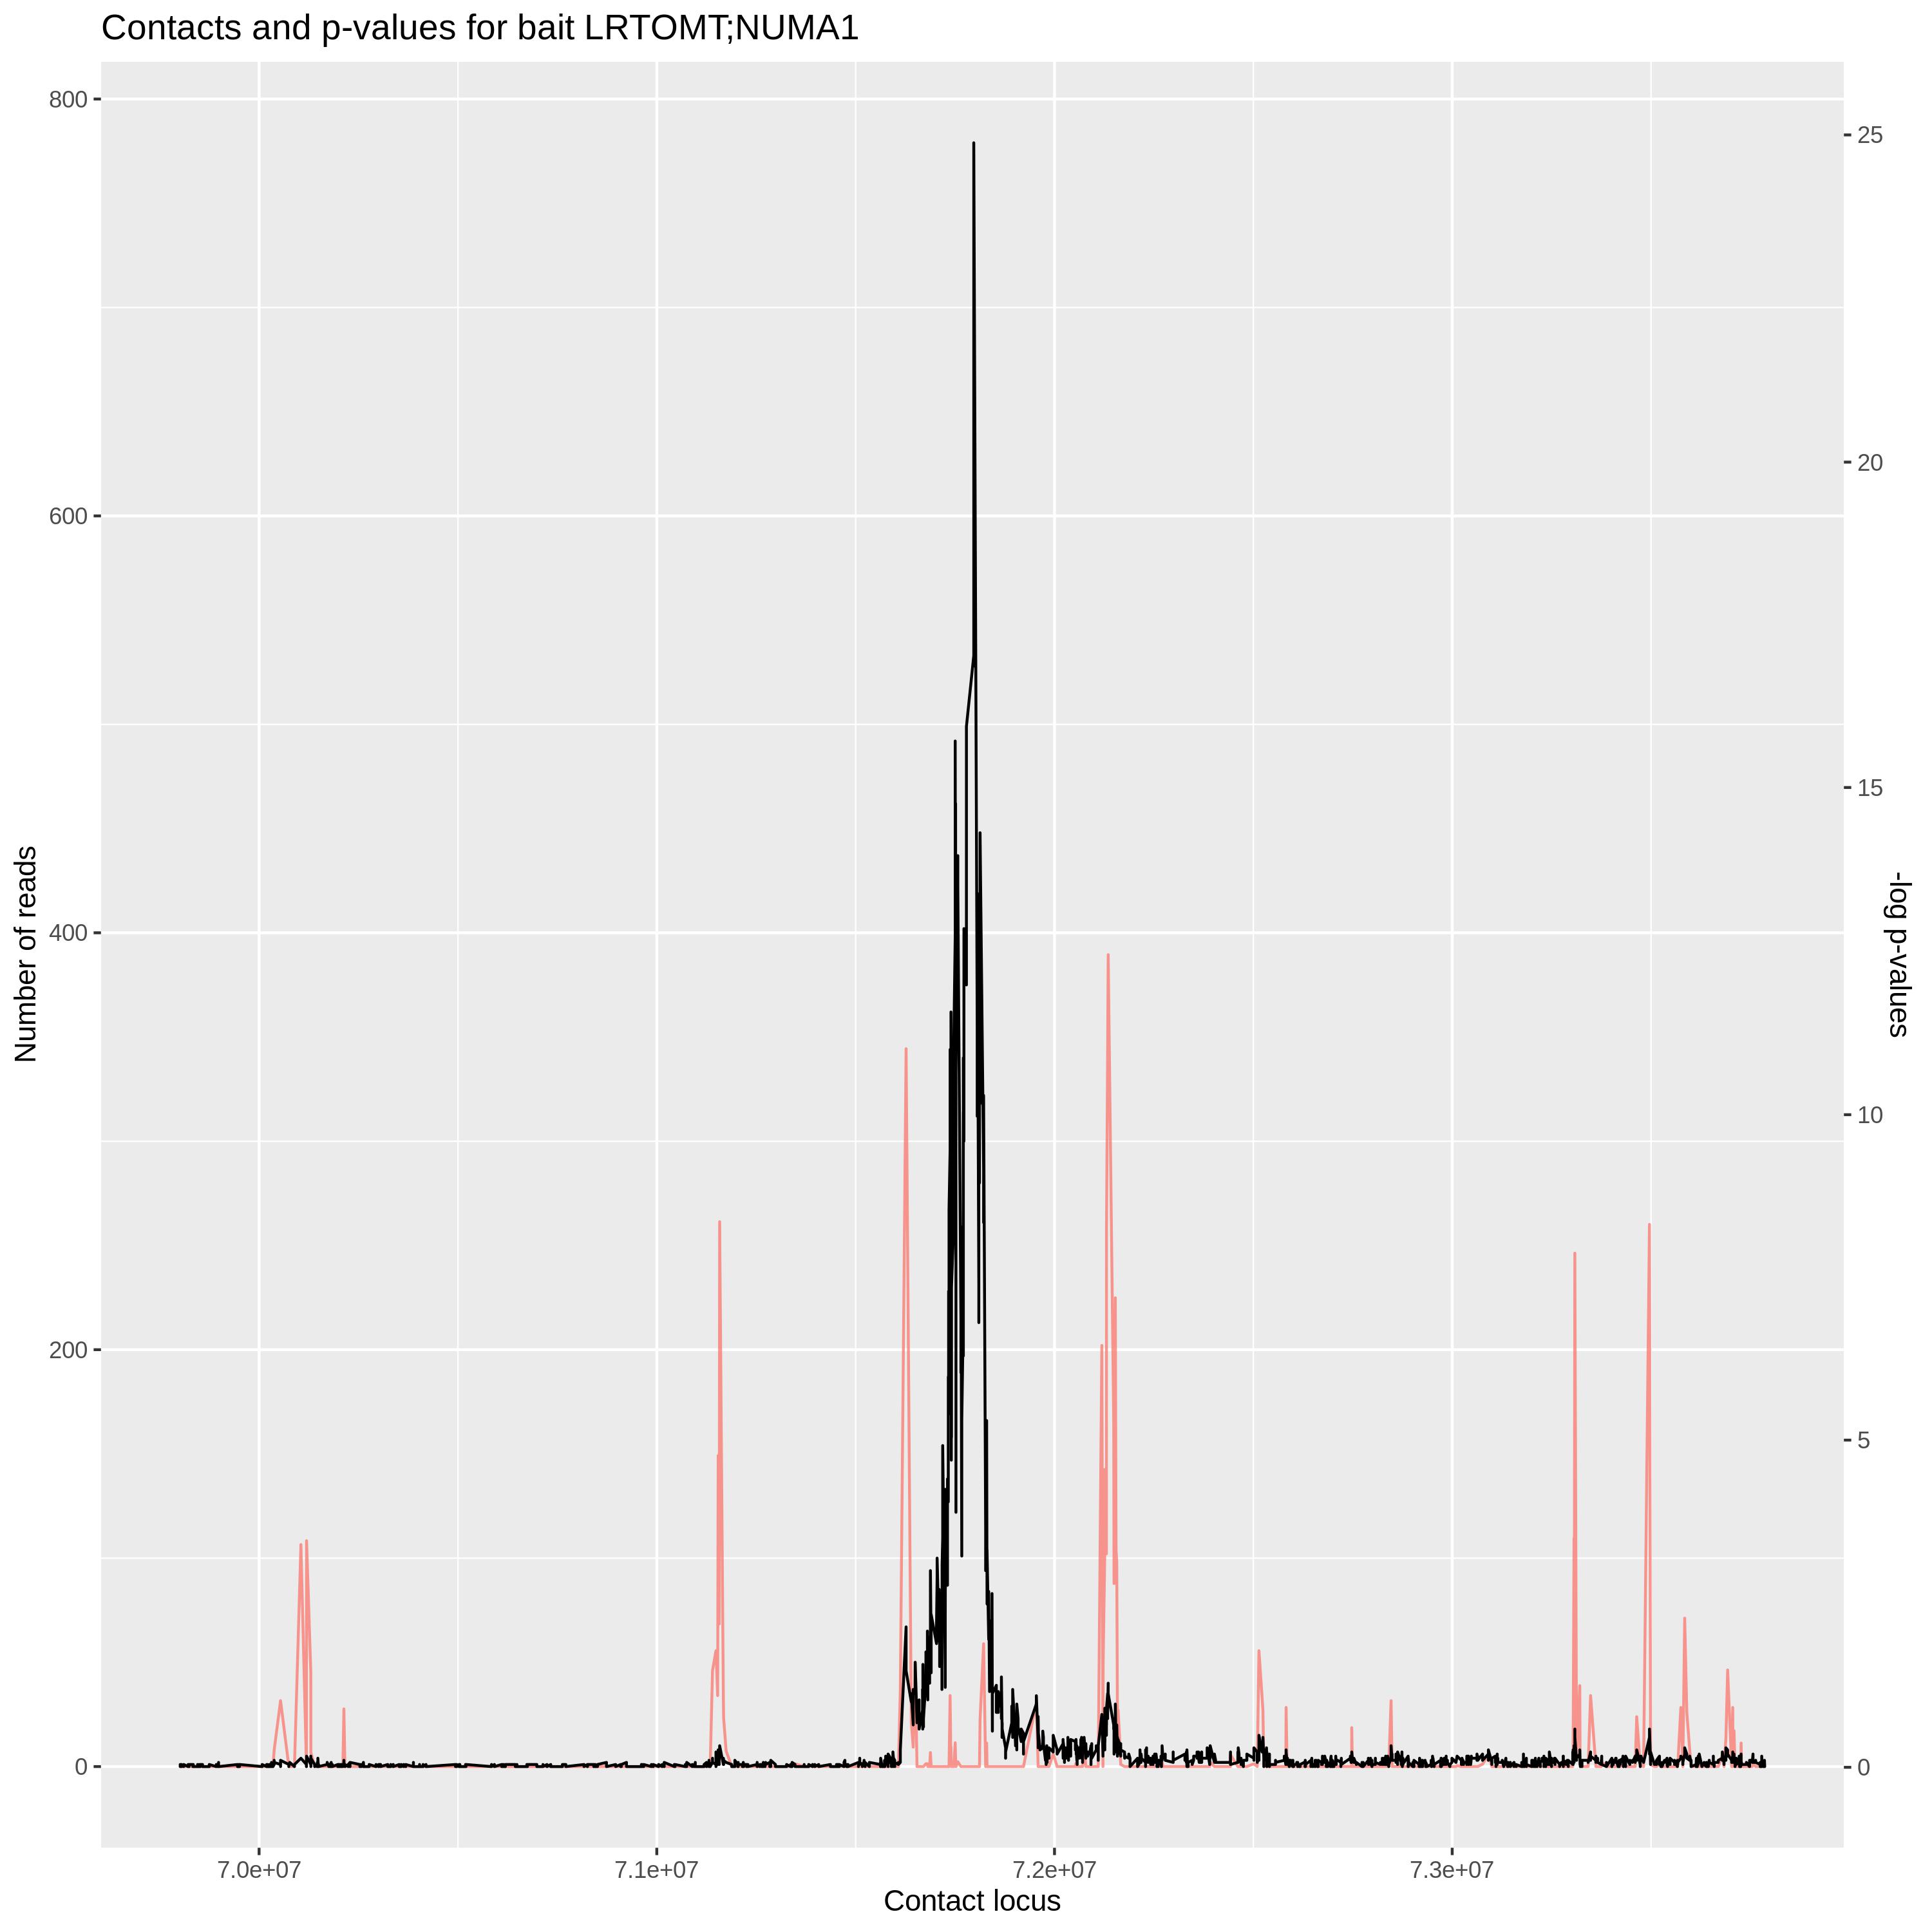 Contacts and p-values for bait LRTOMT;NUMA1
800
600
400
200
0
Number of reads
25
20
15
10
5
0
-log p-values
7.0e+07
7.1e+07
7.2e+07
7.3e+07
Contact locus